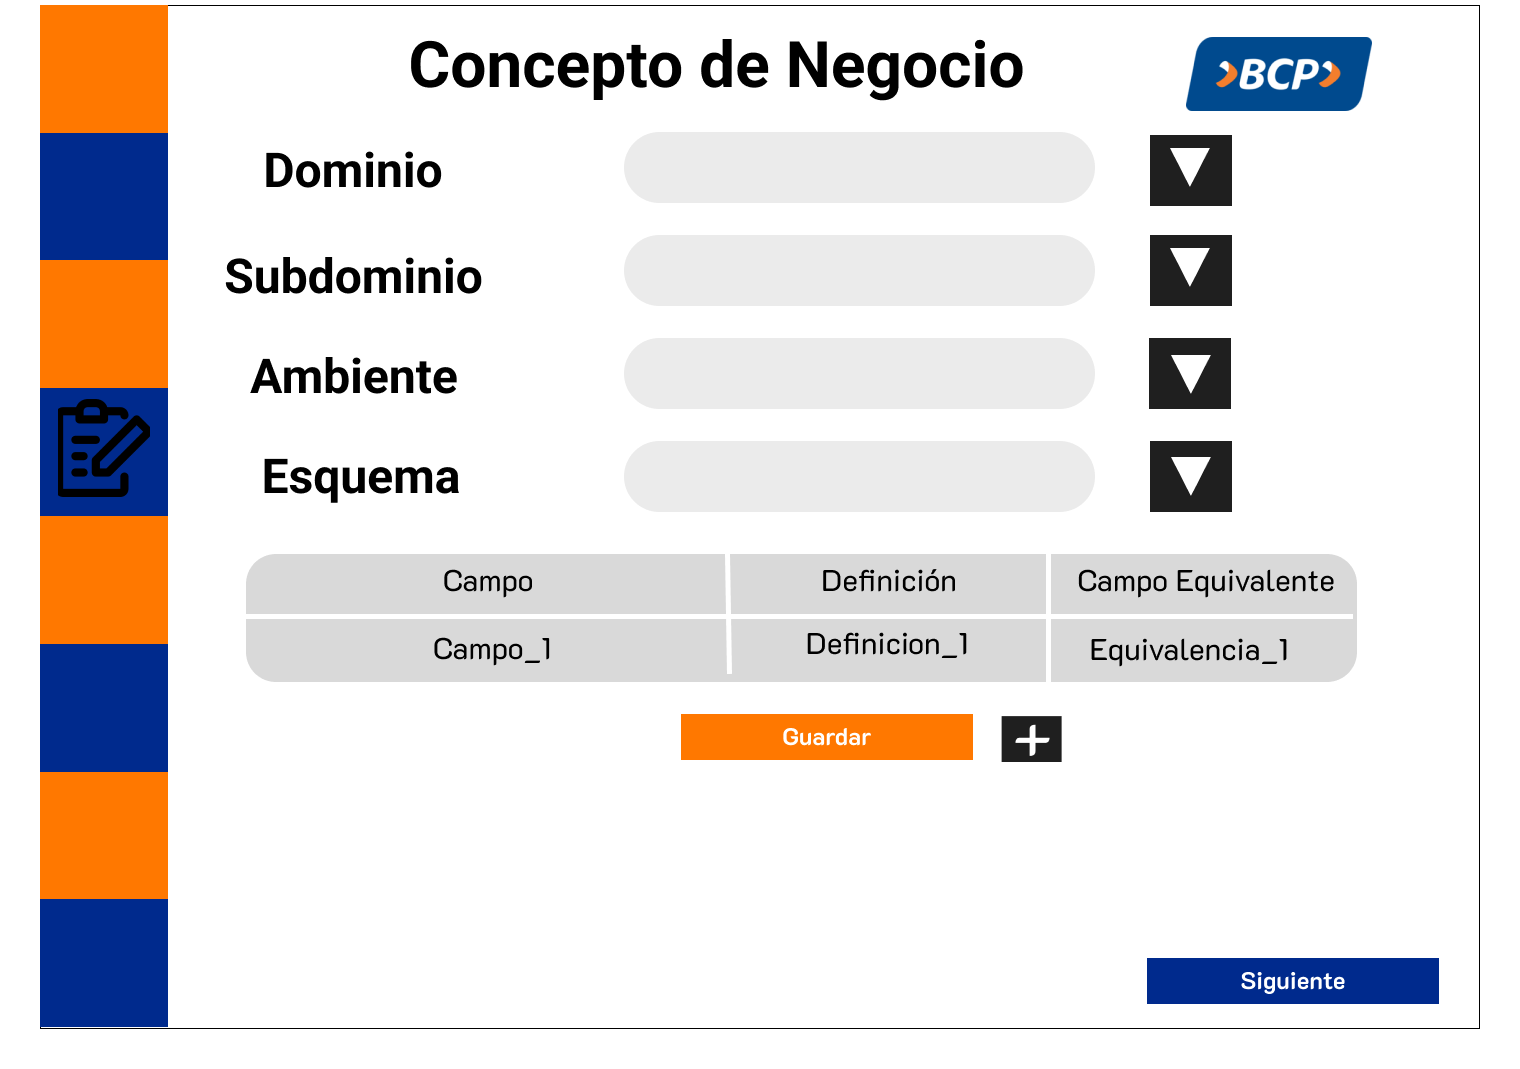 Concepto de Negocio
BCP
Dominio
Subdominio
Ambiente
Esquema
Campo Definición Campo Equivalente
Campo_1 Definicion_1 Equivalencia_1
Guardar
Siguiente